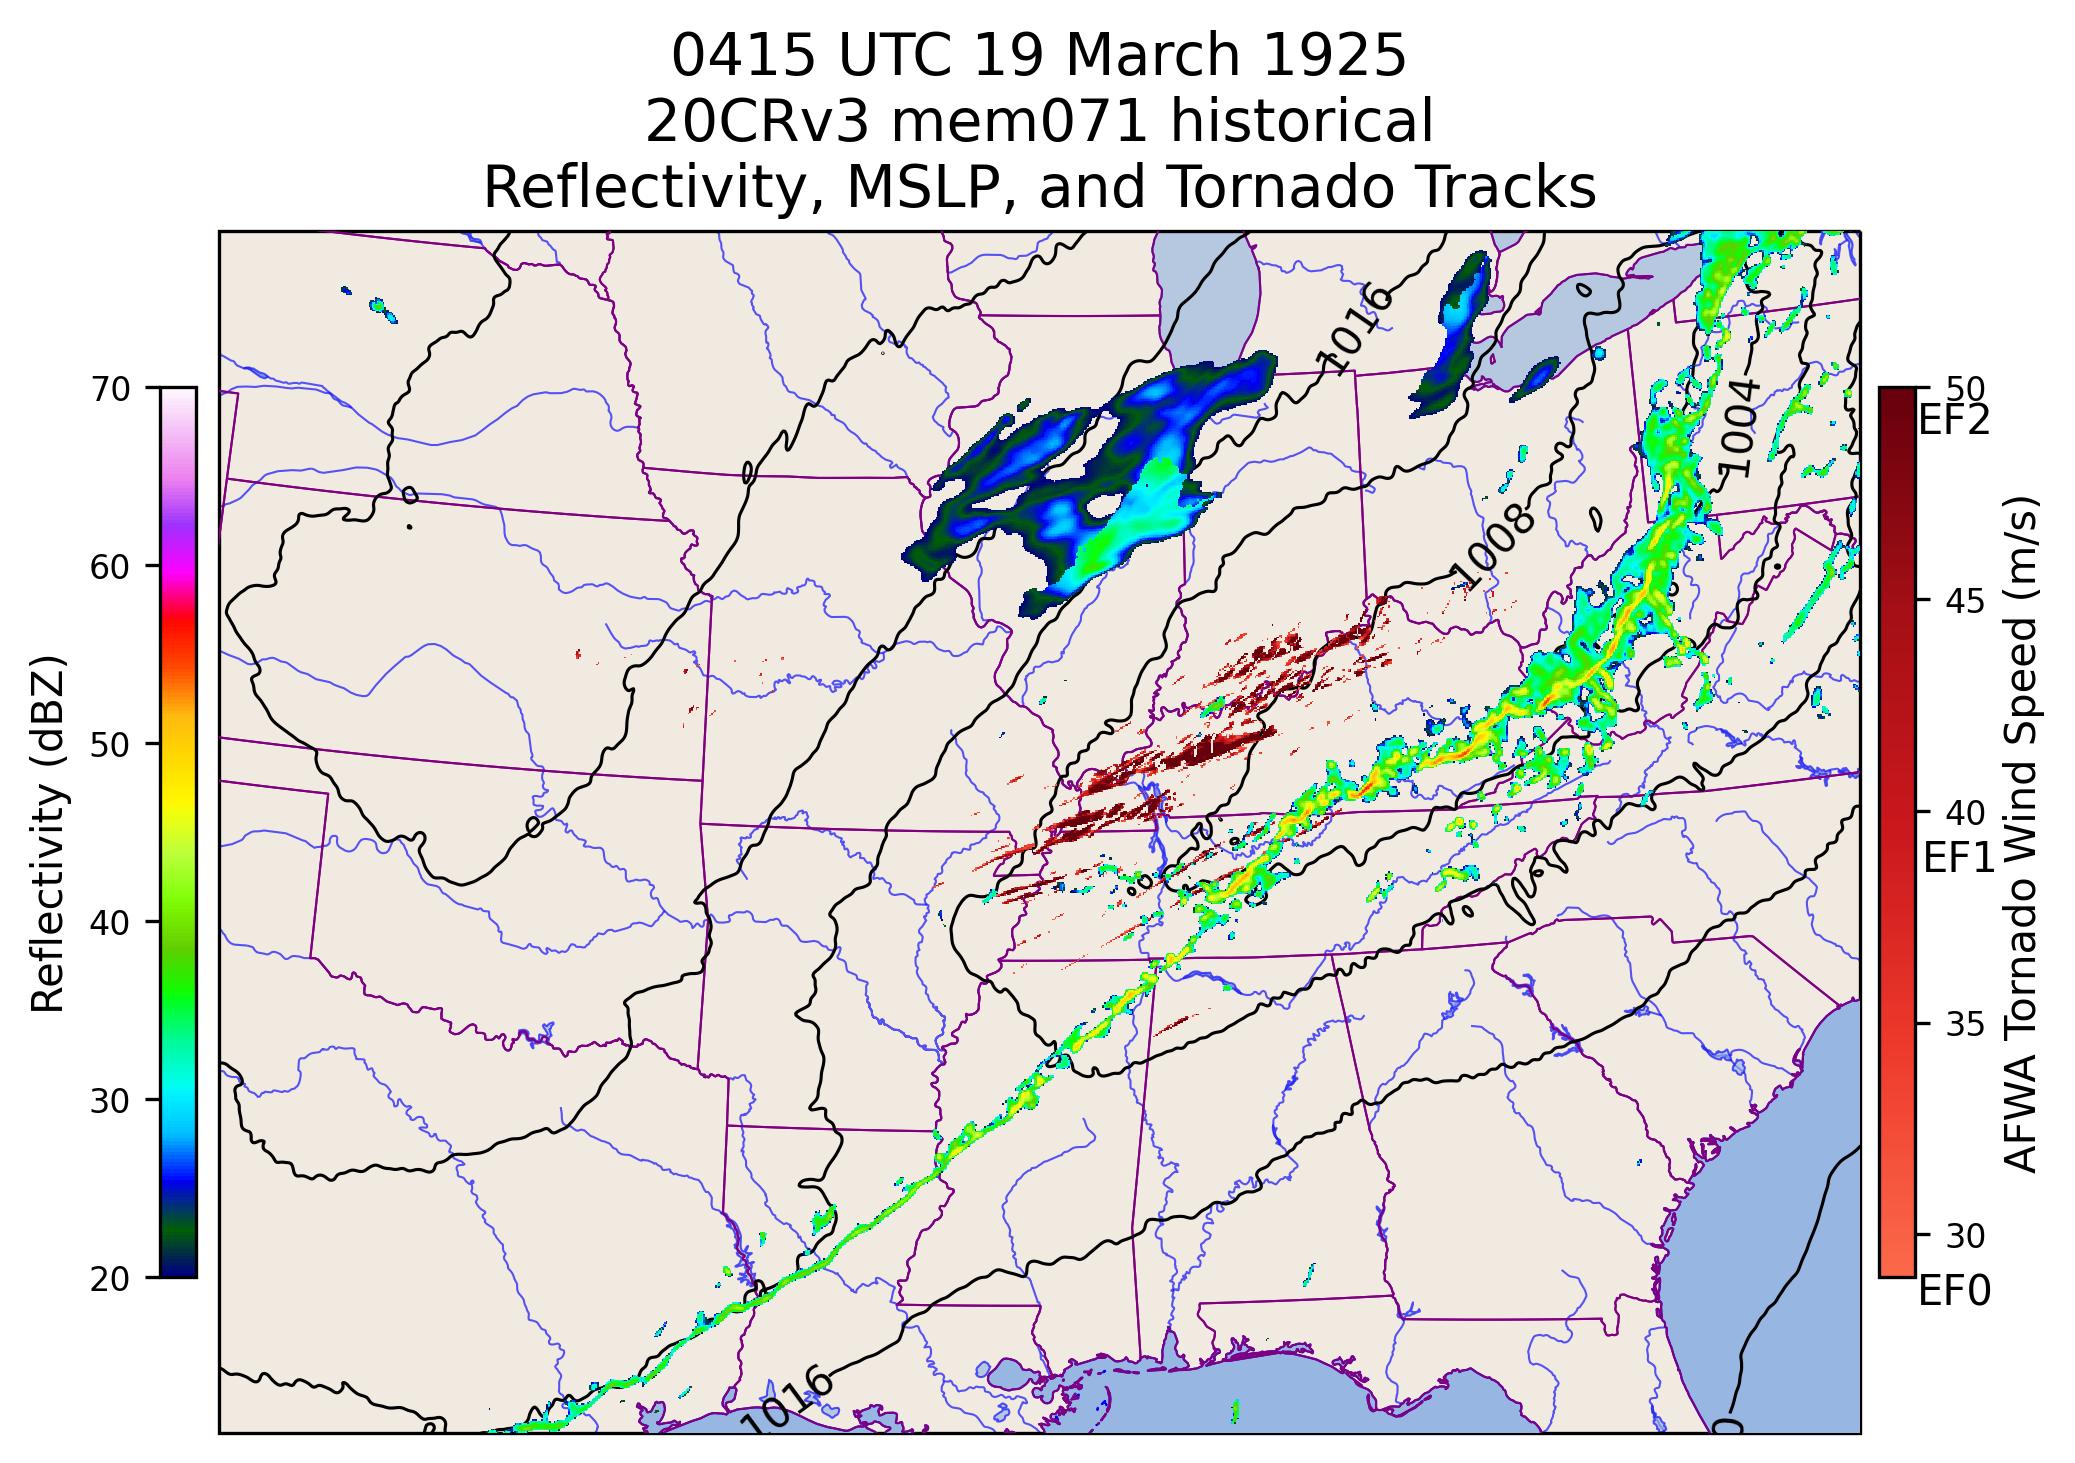 0415 UTC 19 March 1925
20CRv3 mem071 historical
Reflectivity, MSLP, and Tornado Tracks
Reflectivity (dBZ)
70
60
50
40
30
20
1016
1004
1008
1016
0
50
EF2
45
40
EF1
35
30
EF0
AFWA Tornado Wind Speed (m/s)